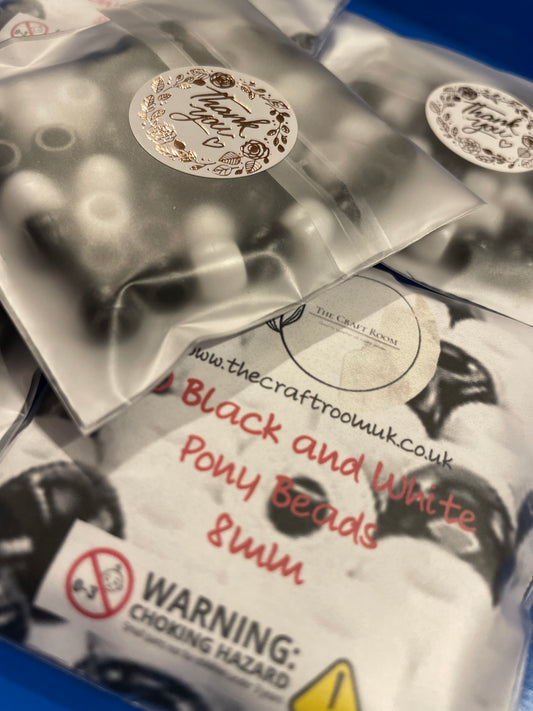 Thank
you
Thank
you
THE CRAFT ROOM
www.thecraftroomuk.co.uk
Black and White
Pony Beads
8mm
0-3
WARNING:
CHOKING HAZARD
!